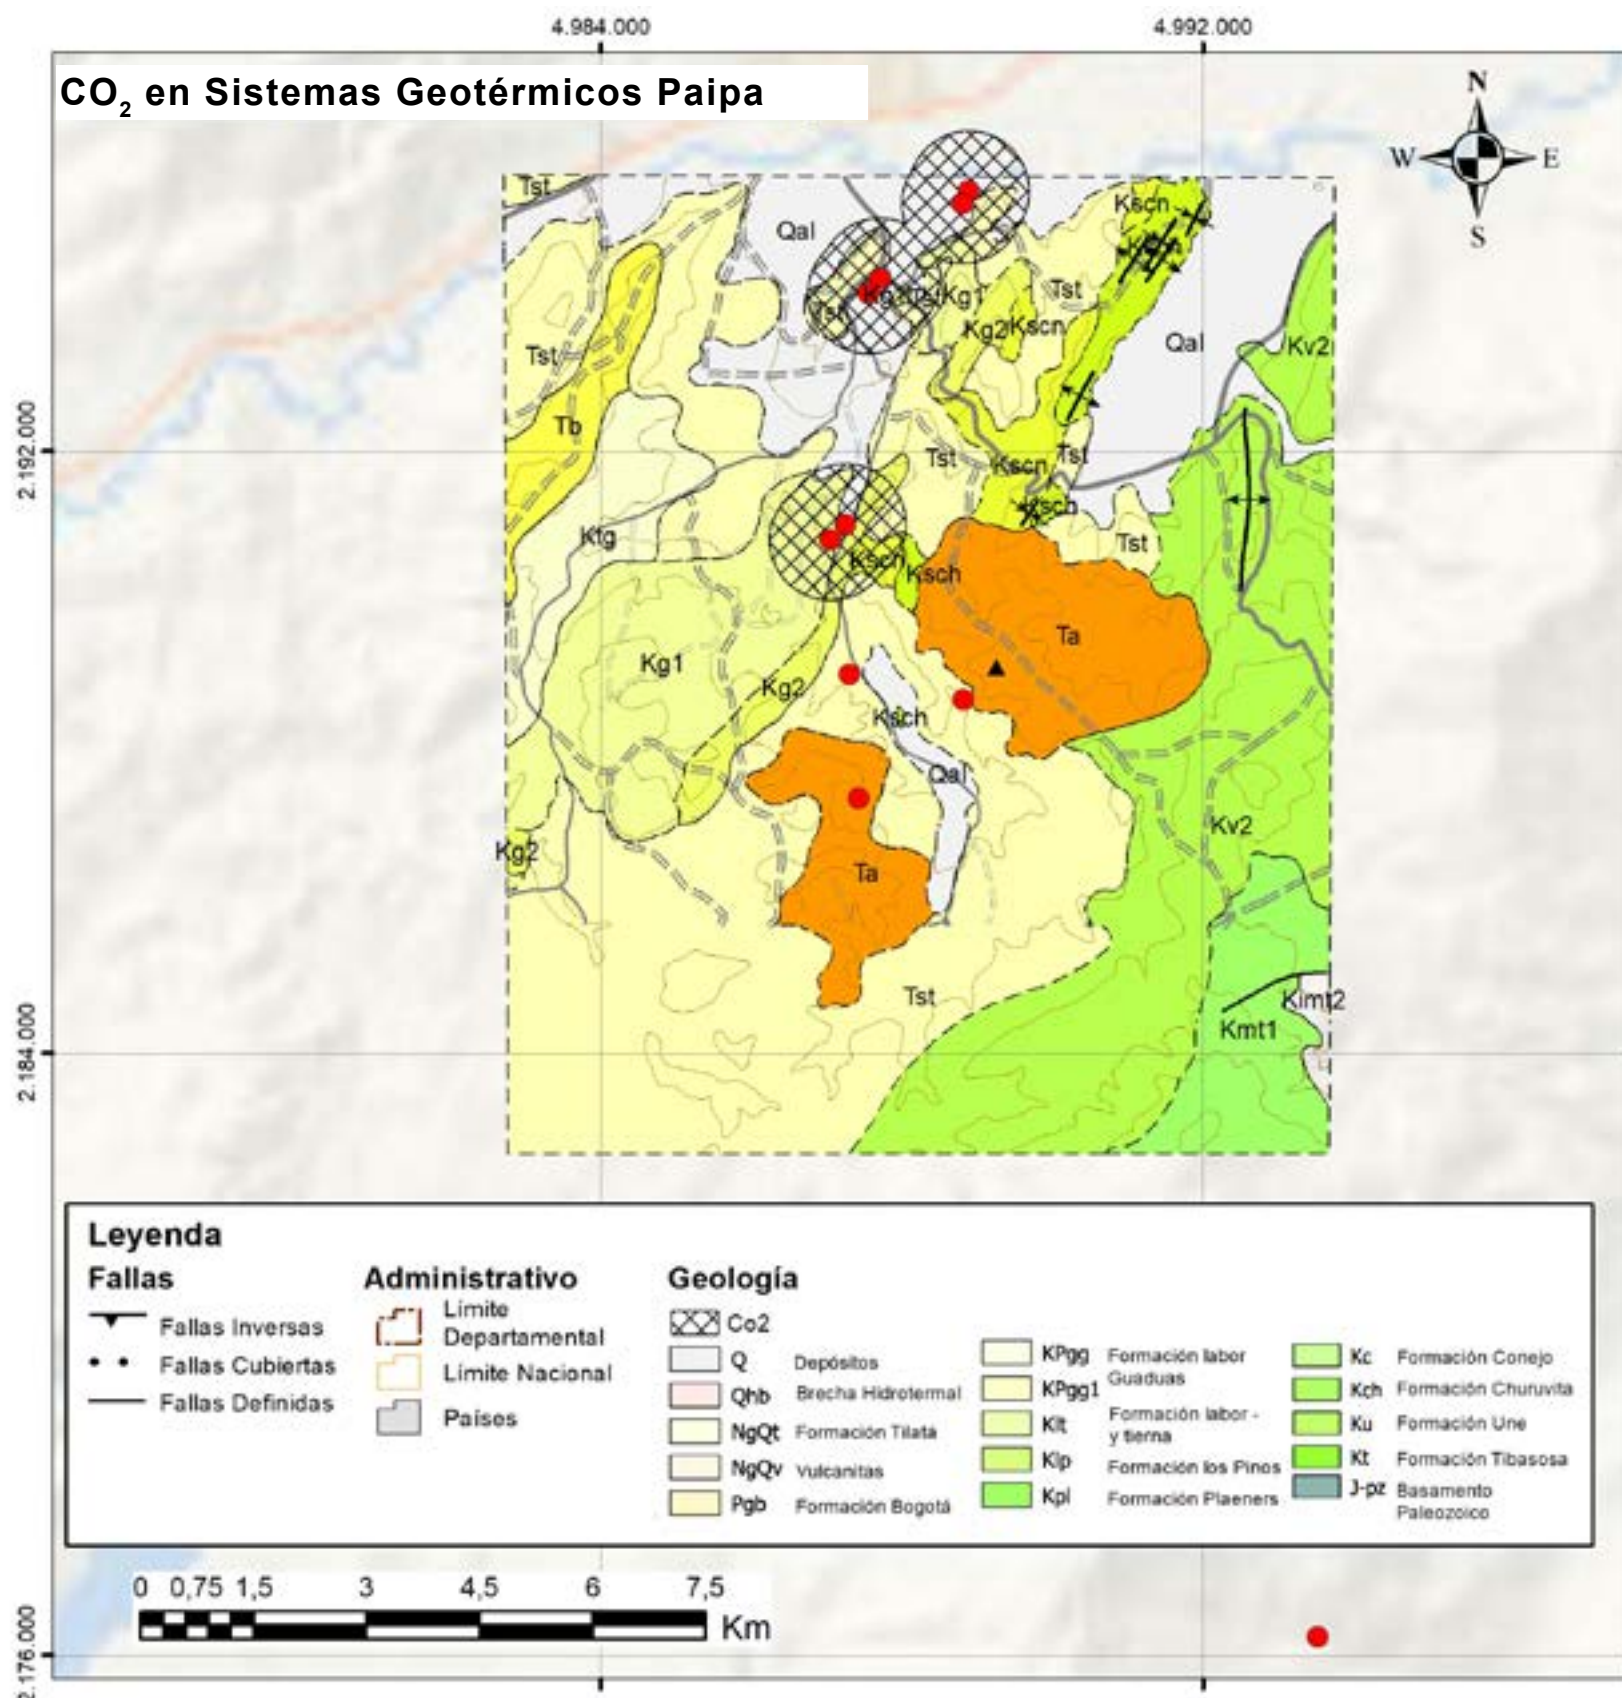 4.984.000
4.992.000
CO2 en Sistemas Geotérmicos Paipa
N
W
E
S
2.192.000
2.184.000
2.176.000
Tst
Qal
Kscn
Tst
Kg1
Tst
Kg2
Kscn
Tst
Qal
Kv2
Tst
Tb
Tst
Kscn
Tst
Ksch
Ktg
Tst
Ksch
Ksch
Ta
Kg1
Kg2
Ksch
Qal
Kv2
Kg2
Ta
Tst
Kimt2
Kmt1
Leyenda
Fallas
Fallas Inversas
Fallas Cubiertas
Fallas Definidas
Administrativo
Límite
Departamental
Límite Nacional
Países
Geología
Co2
Q Depósitos
Qhb Brecha Hidrotermal
NgQt Formación Tilatá
NgQv Vulcanitas
Pgb Formación Bogotá
KPgg Formación labor
Guaduas
KPgg1
Klt Formación labor -
y tierna
Klp Formación los Pinos
Kpl Formación Plaeners
Kc Formación Conejo
Kch Formación Churuvita
Ku Formación Une
Kt Formación Tibasosa
J-pz Basamento
Paleozoico
0 0,75 1,5 3 4,5 6 7,5
Km